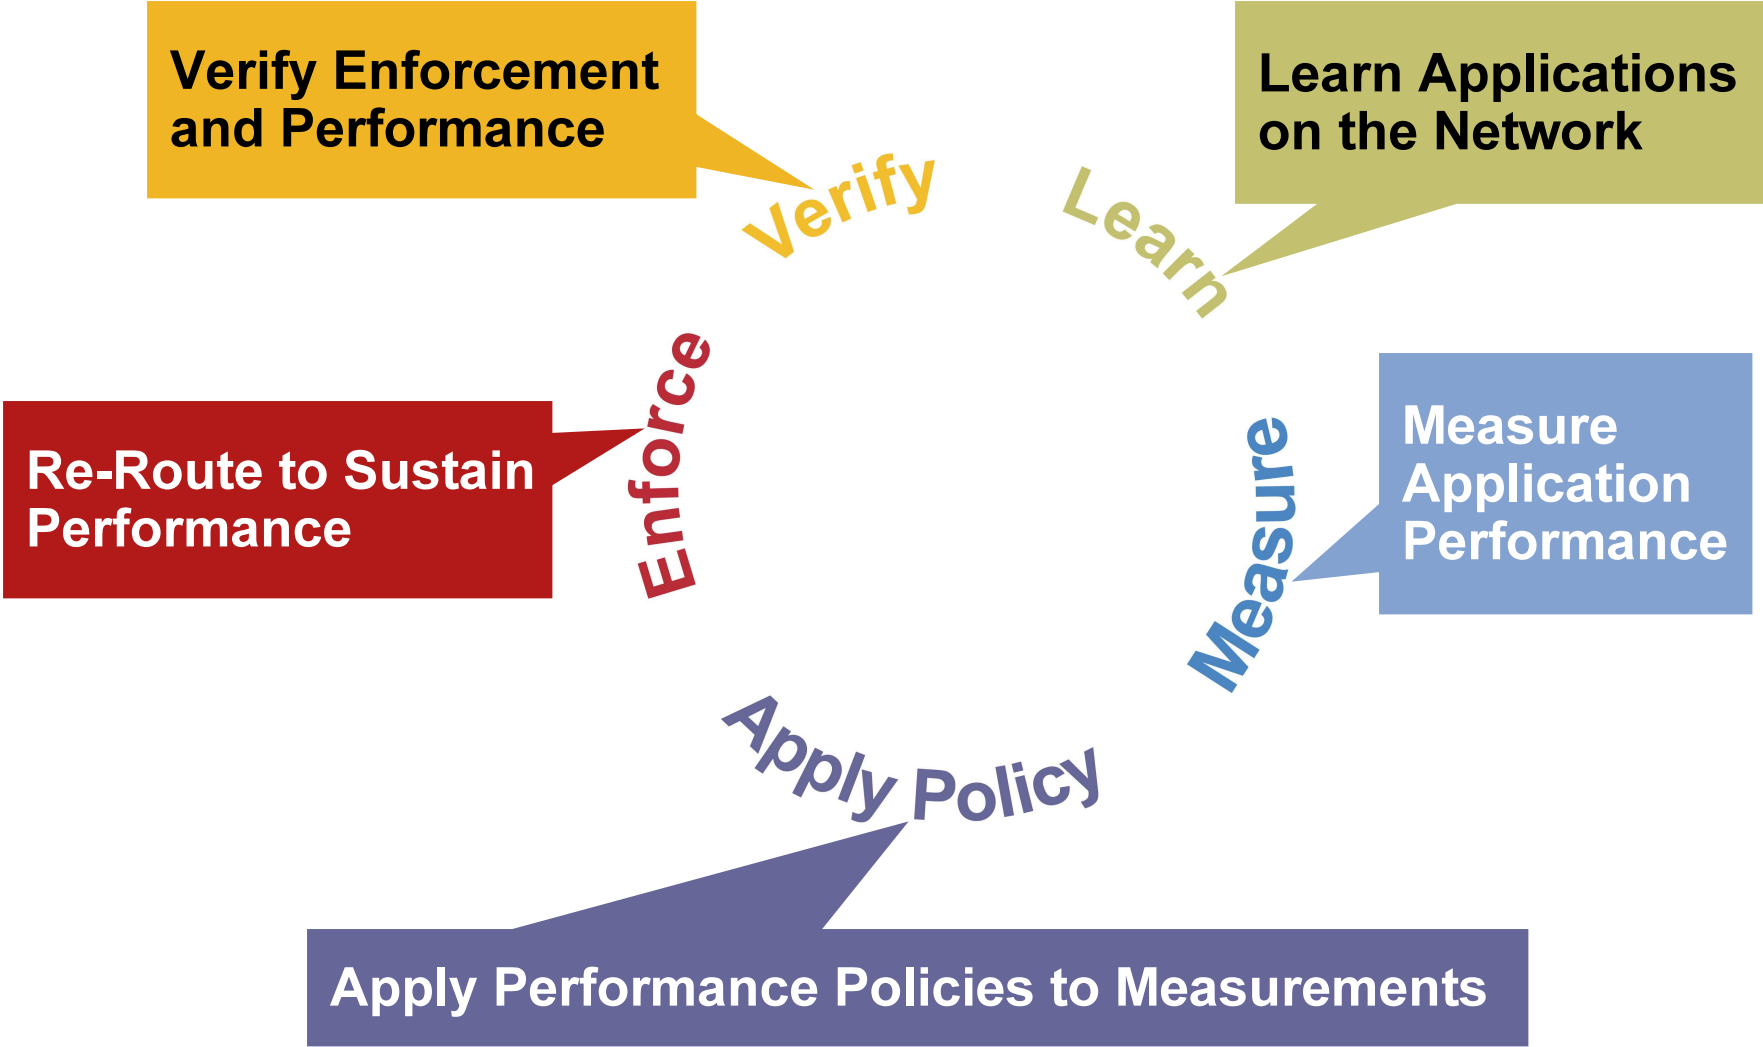 Verify Enforcement
and Performance
Learn Applications
on the Network
Verify
Learn
Enforce
Measure
Re-Route to Sustain
Performance
Measure
Application
Performance
Apply Policy
Apply Performance Policies to Measurements